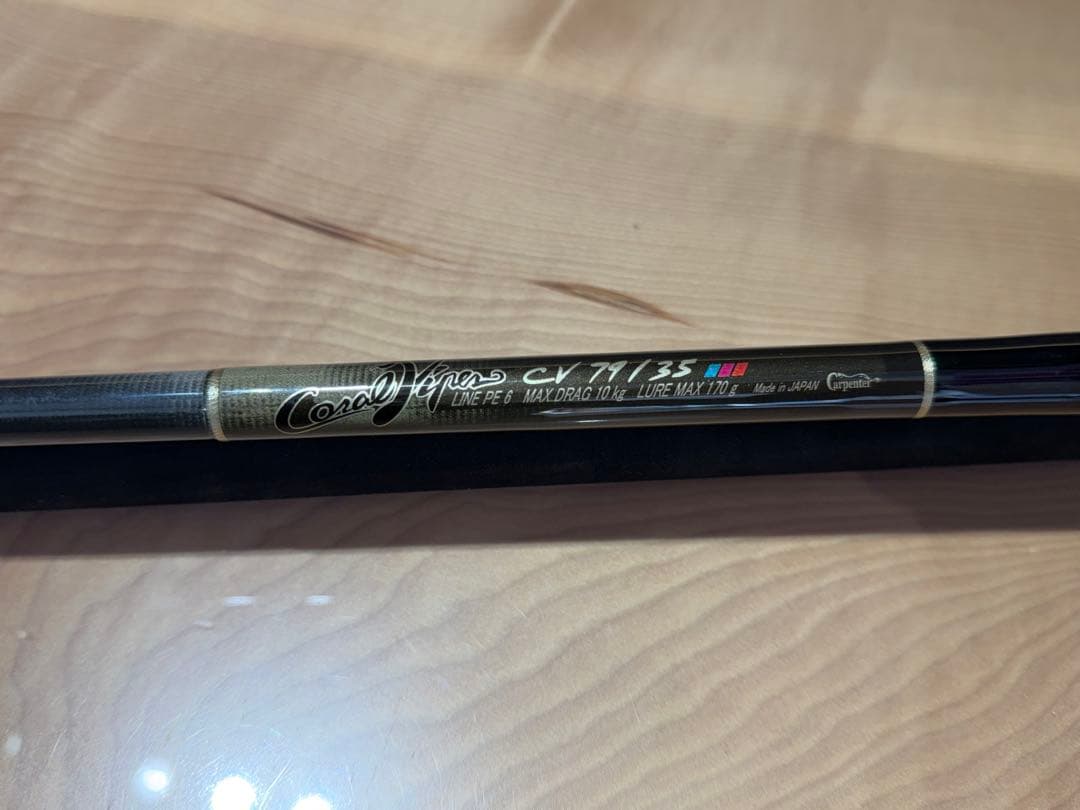 Coral Viper CV 79/35
LINE PE 6 MAX.DRAG 10 kg LURE MAX 170 g Made in JAPAN Carpenter